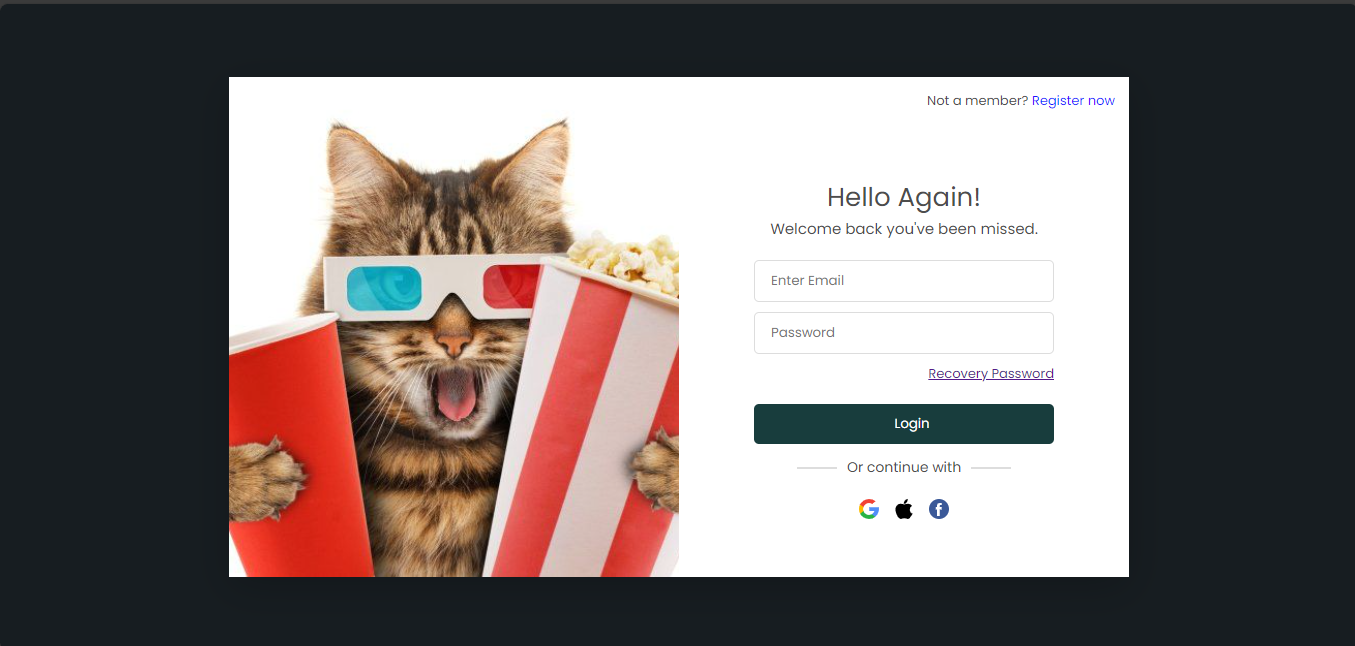 Not a member? Register now
Hello Again!
Welcome back you've been missed.
Enter Email
Password
Recovery Password
Login
Or continue with